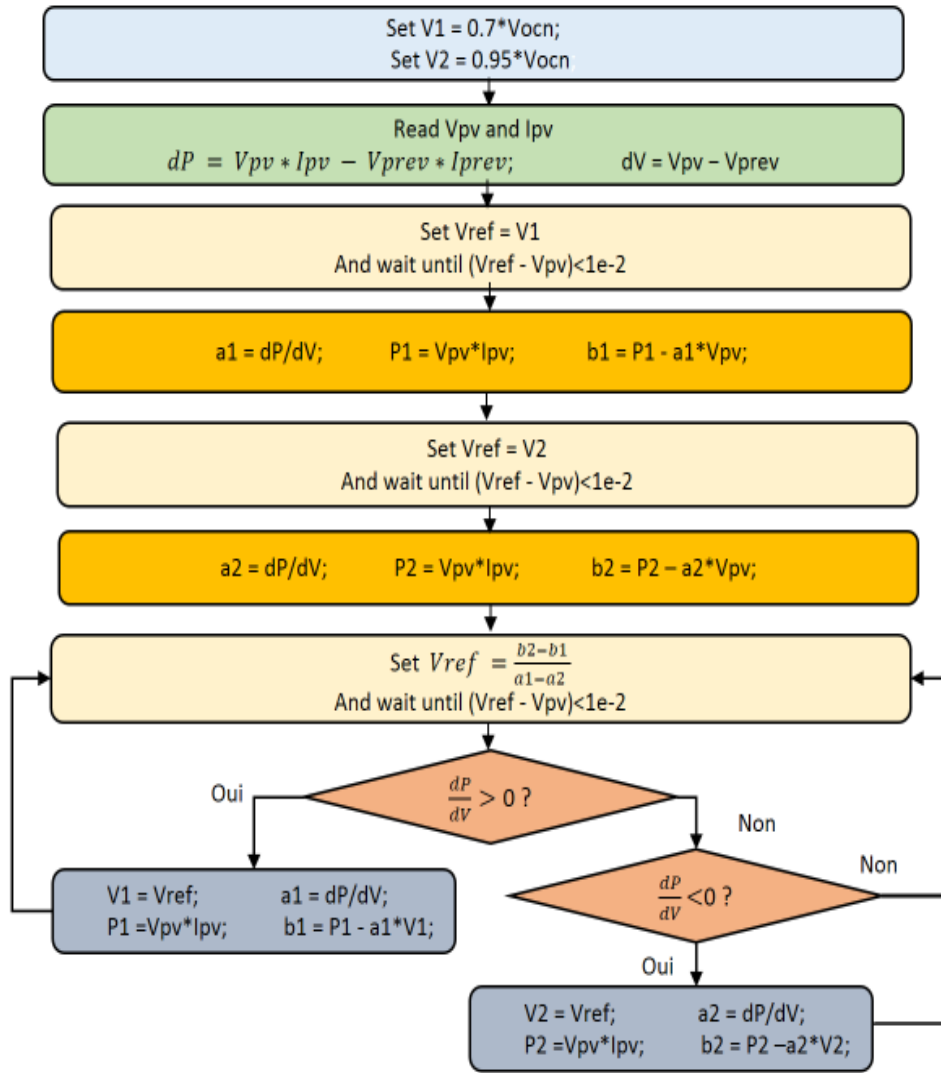 Set V1 = 0.7*Vocn;
Set V2 = 0.95*Vocn
Read Vpv and Ipv
dP = Vpv * Ipv − Vprev * Iprev; dV = Vpv − Vprev
Set Vref = V1
And wait until (Vref - Vpv)<1e-2
a1 = dP/dV; P1 = Vpv*Ipv; b1 = P1 - a1*Vpv;
Set Vref = V2
And wait until (Vref - Vpv)<1e-2
a2 = dP/dV; P2 = Vpv*Ipv; b2 = P2 – a2*Vpv;
Set Vref = \frac{b2−b1}{a1−a2}
And wait until (Vref - Vpv)<1e-2
Oui
\frac{dP}{dV} > 0 ?
Non
V1 = Vref; a1 = dP/dV;
P1 =Vpv*Ipv; b1 = P1 - a1*V1;
\frac{dP}{dV} <0 ?
Non
Oui
V2 = Vref; a2 = dP/dV;
P2 =Vpv*Ipv; b2 = P2 –a2*V2;